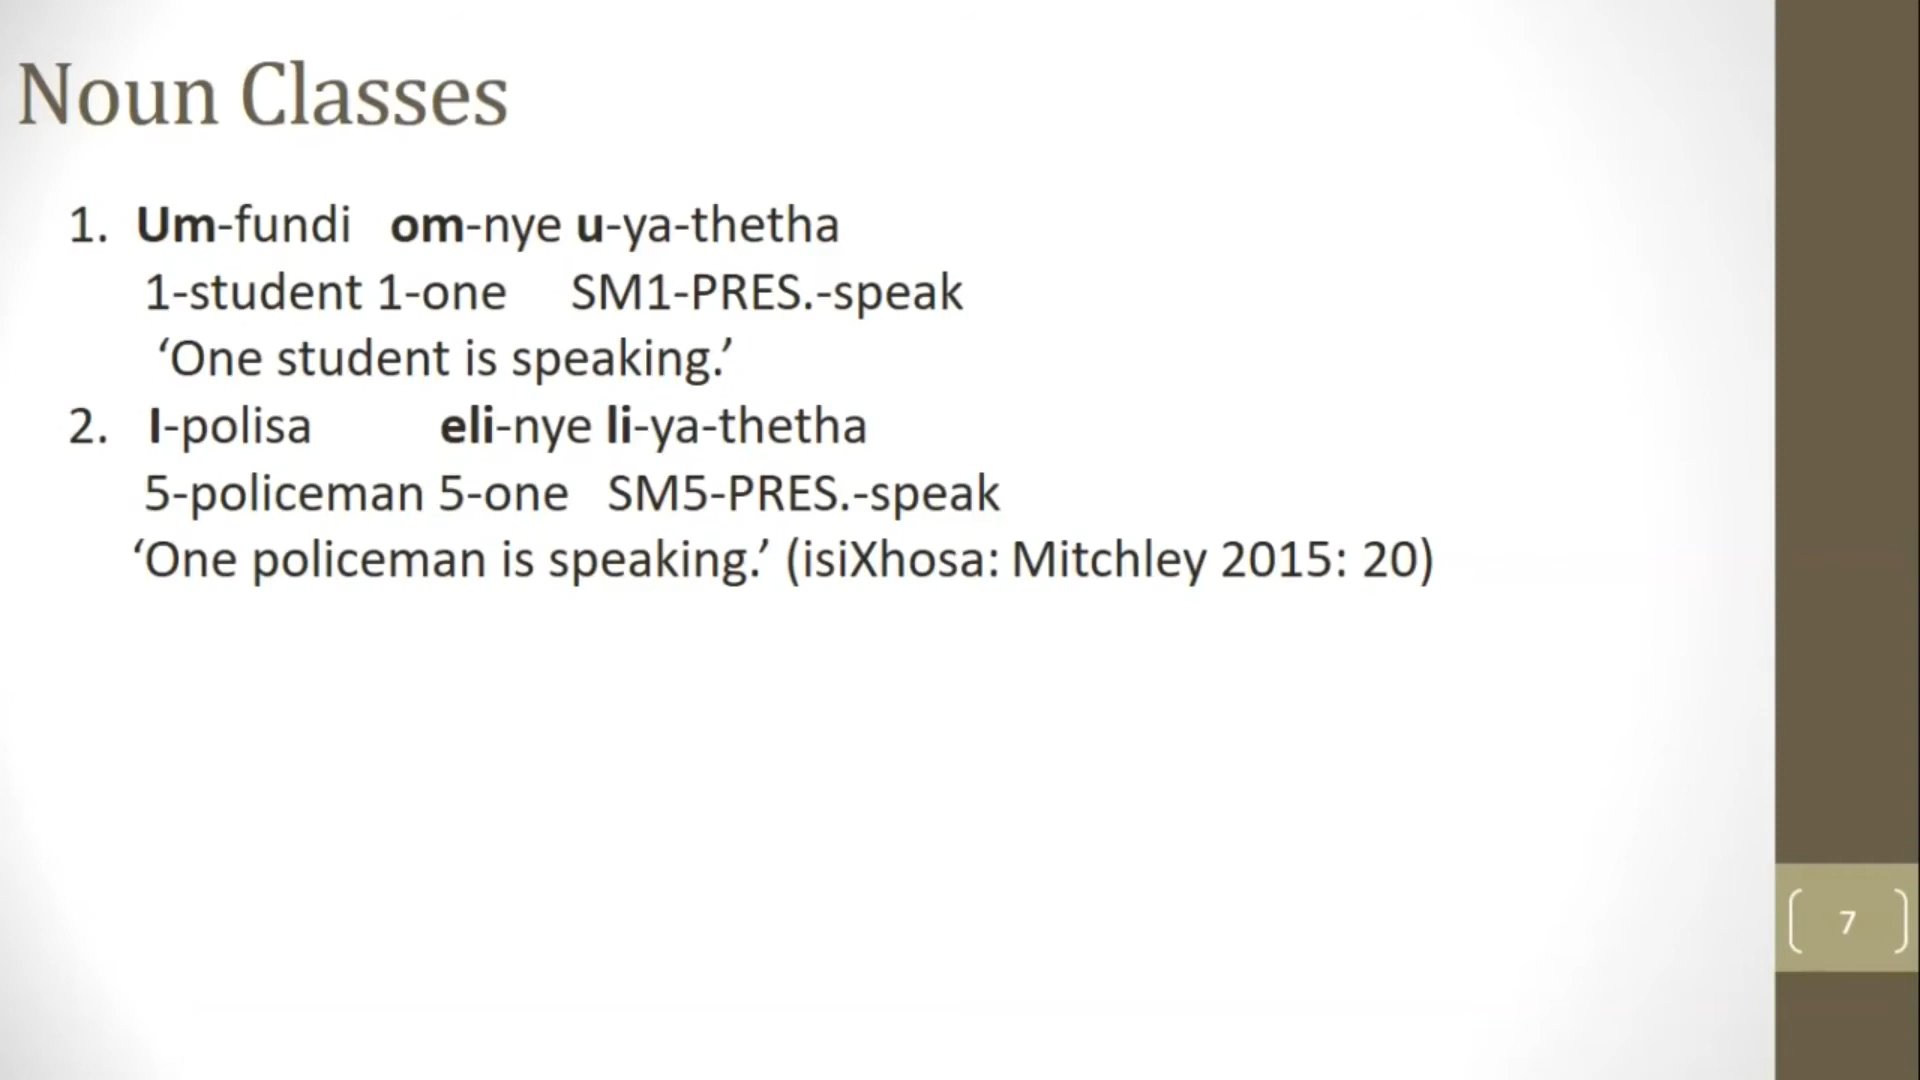 Noun Classes
1. Um-fundi om-nye u-ya-thetha
1-student 1-one SM1-PRES.-speak
‘One student is speaking.’
2. I-polisa eli-nye li-ya-thetha
5-policeman 5-one SM5-PRES.-speak
‘One policeman is speaking.’ (isiXhosa: Mitchley 2015: 20)
7